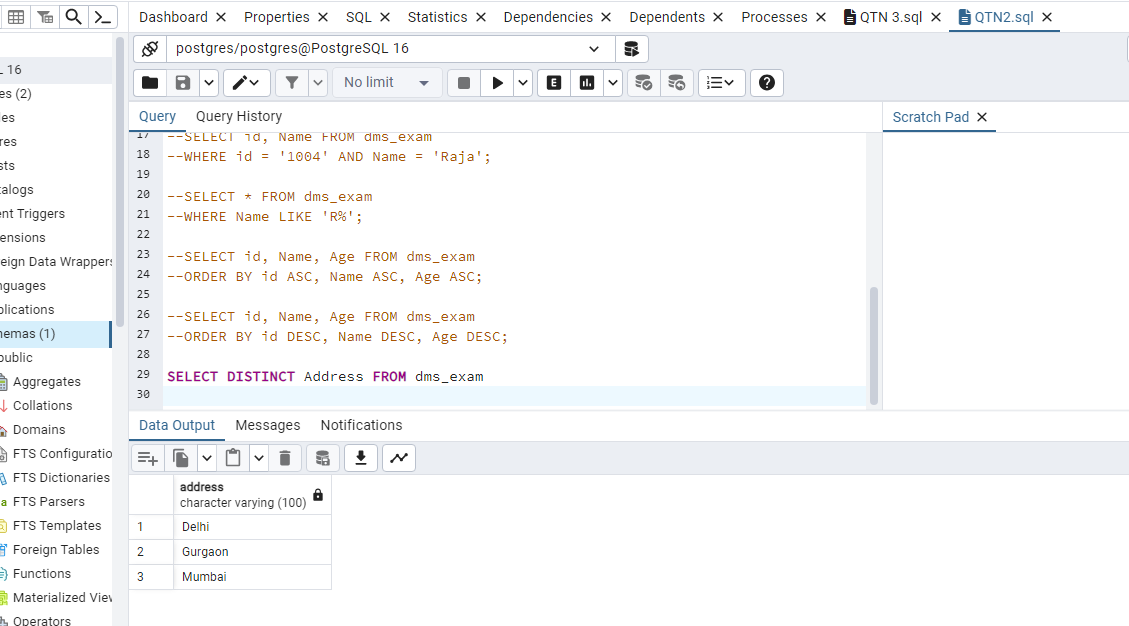 Dashboard Properties SQL Statistics Dependencies Dependents Processes QTN 3.sql QTN2.sql
postgres/postgres@PostgreSQL 16
No limit E
Query Query History
Scratch Pad
17 --SELECT id, Name FROM dms_exam
18 --WHERE id = '1004' AND Name = 'Raja';
19
20 --SELECT * FROM dms_exam
21 --WHERE Name LIKE 'R%';
22
23 --SELECT id, Name, Age FROM dms_exam
24 --ORDER BY id ASC, Name ASC, Age ASC;
25
26 --SELECT id, Name, Age FROM dms_exam
27 --ORDER BY id DESC, Name DESC, Age DESC;
28
29 SELECT DISTINCT Address FROM dms_exam
30
Data Output Messages Notifications
address
character varying (100)
1 Delhi
2 Gurgaon
3 Mumbai
L 16
es (2)
les
res
sts
talogs
ent Triggers
tensions
reign Data Wrappers
nguages
blications
hemas (1)
public
Aggregates
Collations
Domains
FTS Configuratio
FTS Dictionaries
FTS Parsers
FTS Templates
Foreign Tables
Functions
Materialized View
Operators